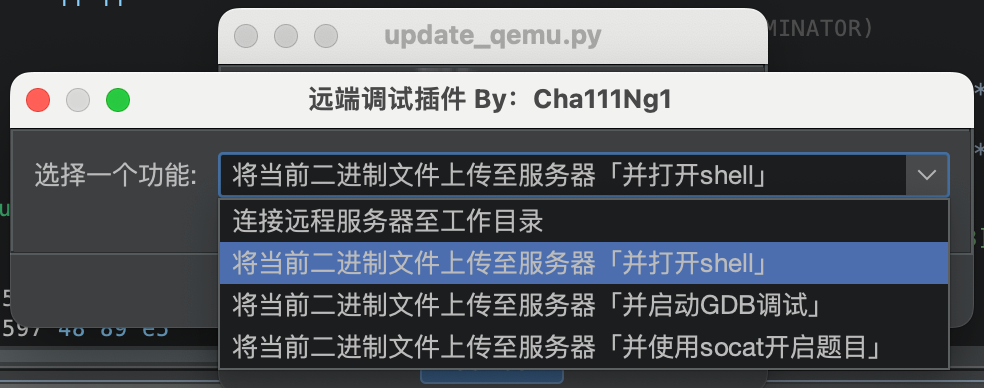 update_qemu.py
MINATOR)
远端调试插件 By：Cha111Ng1
选择一个功能:
将当前二进制文件上传至服务器「并打开shell」
连接远程服务器至工作目录
将当前二进制文件上传至服务器「并打开shell」
将当前二进制文件上传至服务器「并启动GDB调试」
将当前二进制文件上传至服务器「并使用socat开启题目」
597 48 89 e5